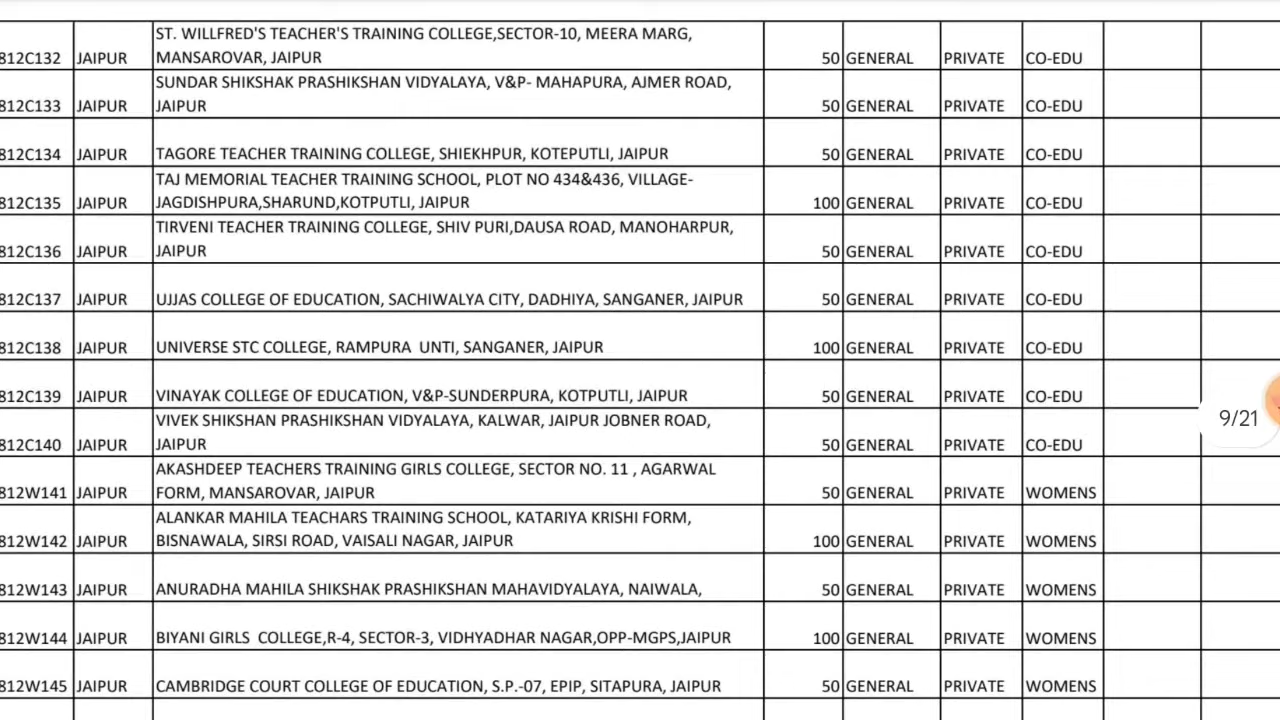 ST. WILLFRED'S TEACHER'S TRAINING COLLEGE,SECTOR-10, MEERA MARG,
812C132 JAIPUR MANSAROVAR, JAIPUR 50 GENERAL PRIVATE CO-EDU
SUNDAR SHIKSHAK PRASHIKSHAN VIDYALAYA, V&P- MAHAPURA, AJMER ROAD,
812C133 JAIPUR JAIPUR 50 GENERAL PRIVATE CO-EDU
812C134 JAIPUR TAGORE TEACHER TRAINING COLLEGE, SHIEKHPUR, KOTEPUTLI, JAIPUR 50 GENERAL PRIVATE CO-EDU
TAJ MEMORIAL TEACHER TRAINING SCHOOL, PLOT NO 434&436, VILLAGE-
812C135 JAIPUR JAGDISHPURA,SHARUND,KOTPUTLI, JAIPUR 100 GENERAL PRIVATE CO-EDU
TIRVENI TEACHER TRAINING COLLEGE, SHIV PURI,DAUSA ROAD, MANOHARPUR,
812C136 JAIPUR JAIPUR 50 GENERAL PRIVATE CO-EDU
812C137 JAIPUR UJJAS COLLEGE OF EDUCATION, SACHIWALYA CITY, DADHIYA, SANGANER, JAIPUR 50 GENERAL PRIVATE CO-EDU
812C138 JAIPUR UNIVERSE STC COLLEGE, RAMPURA UNTI, SANGANER, JAIPUR 100 GENERAL PRIVATE CO-EDU
812C139 JAIPUR VINAYAK COLLEGE OF EDUCATION, V&P-SUNDERPURA, KOTPUTLI, JAIPUR 50 GENERAL PRIVATE CO-EDU
9/21
VIVEK SHIKSHAN PRASHIKSHAN VIDYALAYA, KALWAR, JAIPUR JOBNER ROAD,
812C140 JAIPUR JAIPUR 50 GENERAL PRIVATE CO-EDU
AKASHDEEP TEACHERS TRAINING GIRLS COLLEGE, SECTOR NO. 11 , AGARWAL
812W141 JAIPUR FORM, MANSAROVAR, JAIPUR 50 GENERAL PRIVATE WOMENS
ALANKAR MAHILA TEACHARS TRAINING SCHOOL, KATARIYA KRISHI FORM,
812W142 JAIPUR BISNAWALA, SIRSI ROAD, VAISALI NAGAR, JAIPUR 100 GENERAL PRIVATE WOMENS
812W143 JAIPUR ANURADHA MAHILA SHIKSHAK PRASHIKSHAN MAHAVIDYALAYA, NAIWALA, 50 GENERAL PRIVATE WOMENS
812W144 JAIPUR BIYANI GIRLS COLLEGE,R-4, SECTOR-3, VIDHYADHAR NAGAR,OPP-MGPS,JAIPUR 100 GENERAL PRIVATE WOMENS
812W145 JAIPUR CAMBRIDGE COURT COLLEGE OF EDUCATION, S.P.-07, EPIP, SITAPURA, JAIPUR 50 GENERAL PRIVATE WOMENS